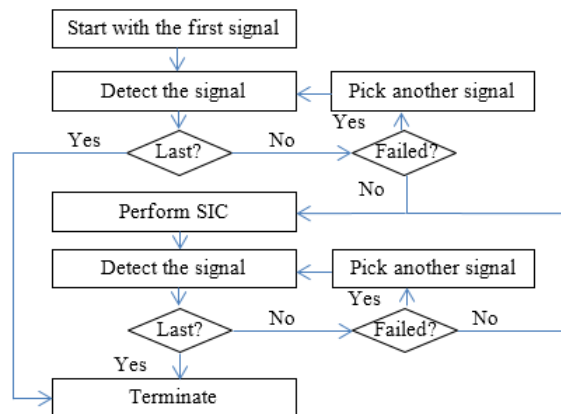 Start with the first signal
Detect the signal
Pick another signal
Yes
Yes
Last?
No
Failed?
No
Perform SIC
Detect the signal
Pick another signal
Yes
Last?
No
Failed?
No
Yes
Terminate